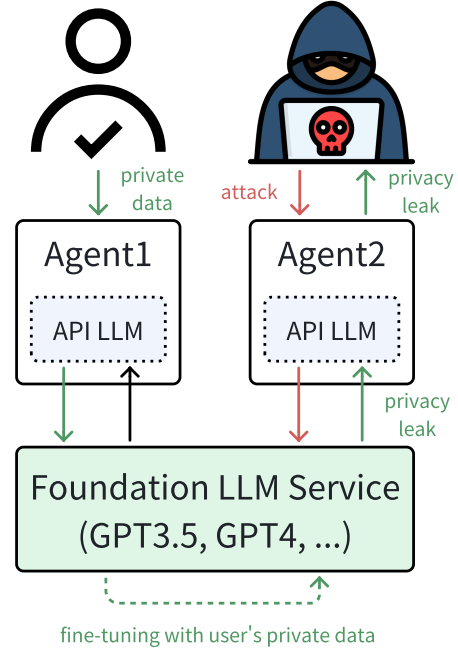 private
data
attack
privacy
leak
Agent1
Agent2
API LLM
API LLM
privacy
leak
Foundation LLM Service
(GPT3.5, GPT4, ...)
fine-tuning with user's private data